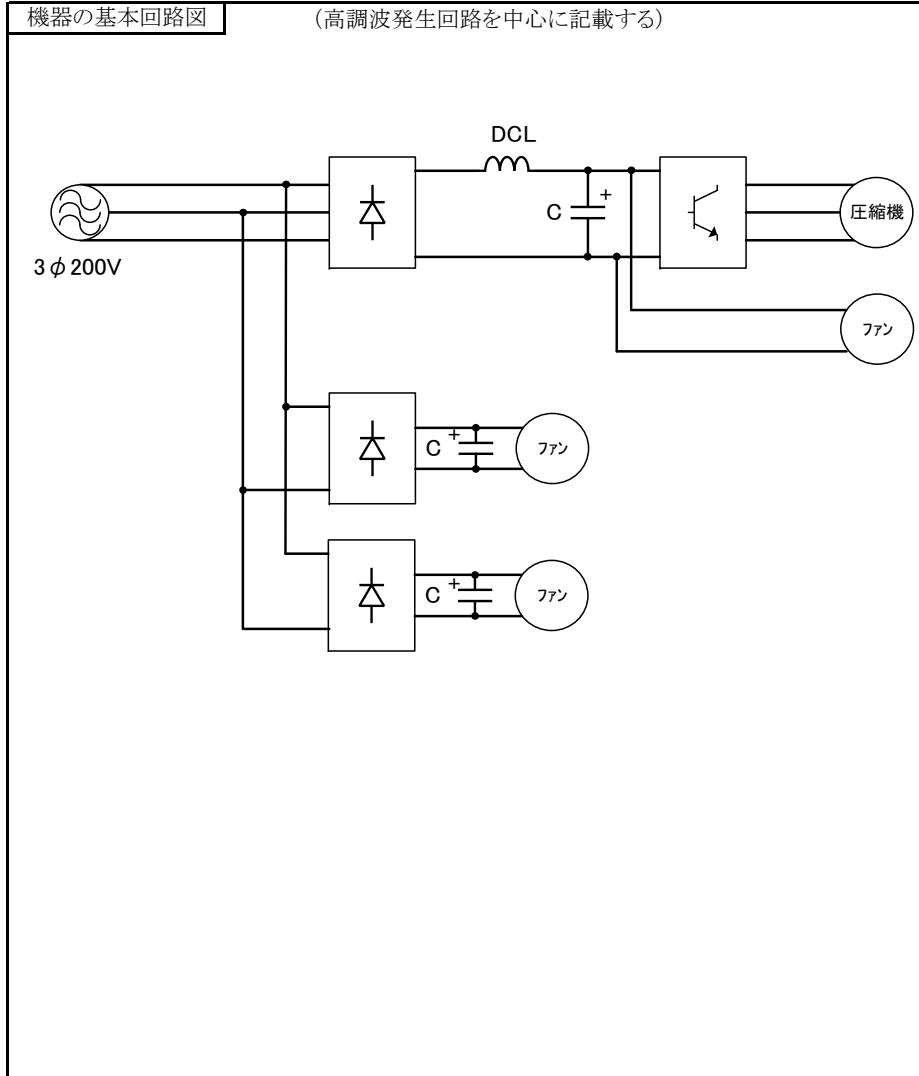 機器の基本回路図 (高調波発生回路を中心に記載する)
DCL
C + 圧縮機
3φ200V
ファン
C + ファン
C + ファン